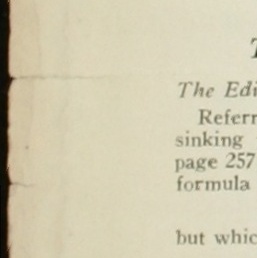 T
The Edi
Referr
sinking
page 257
formula
but whic